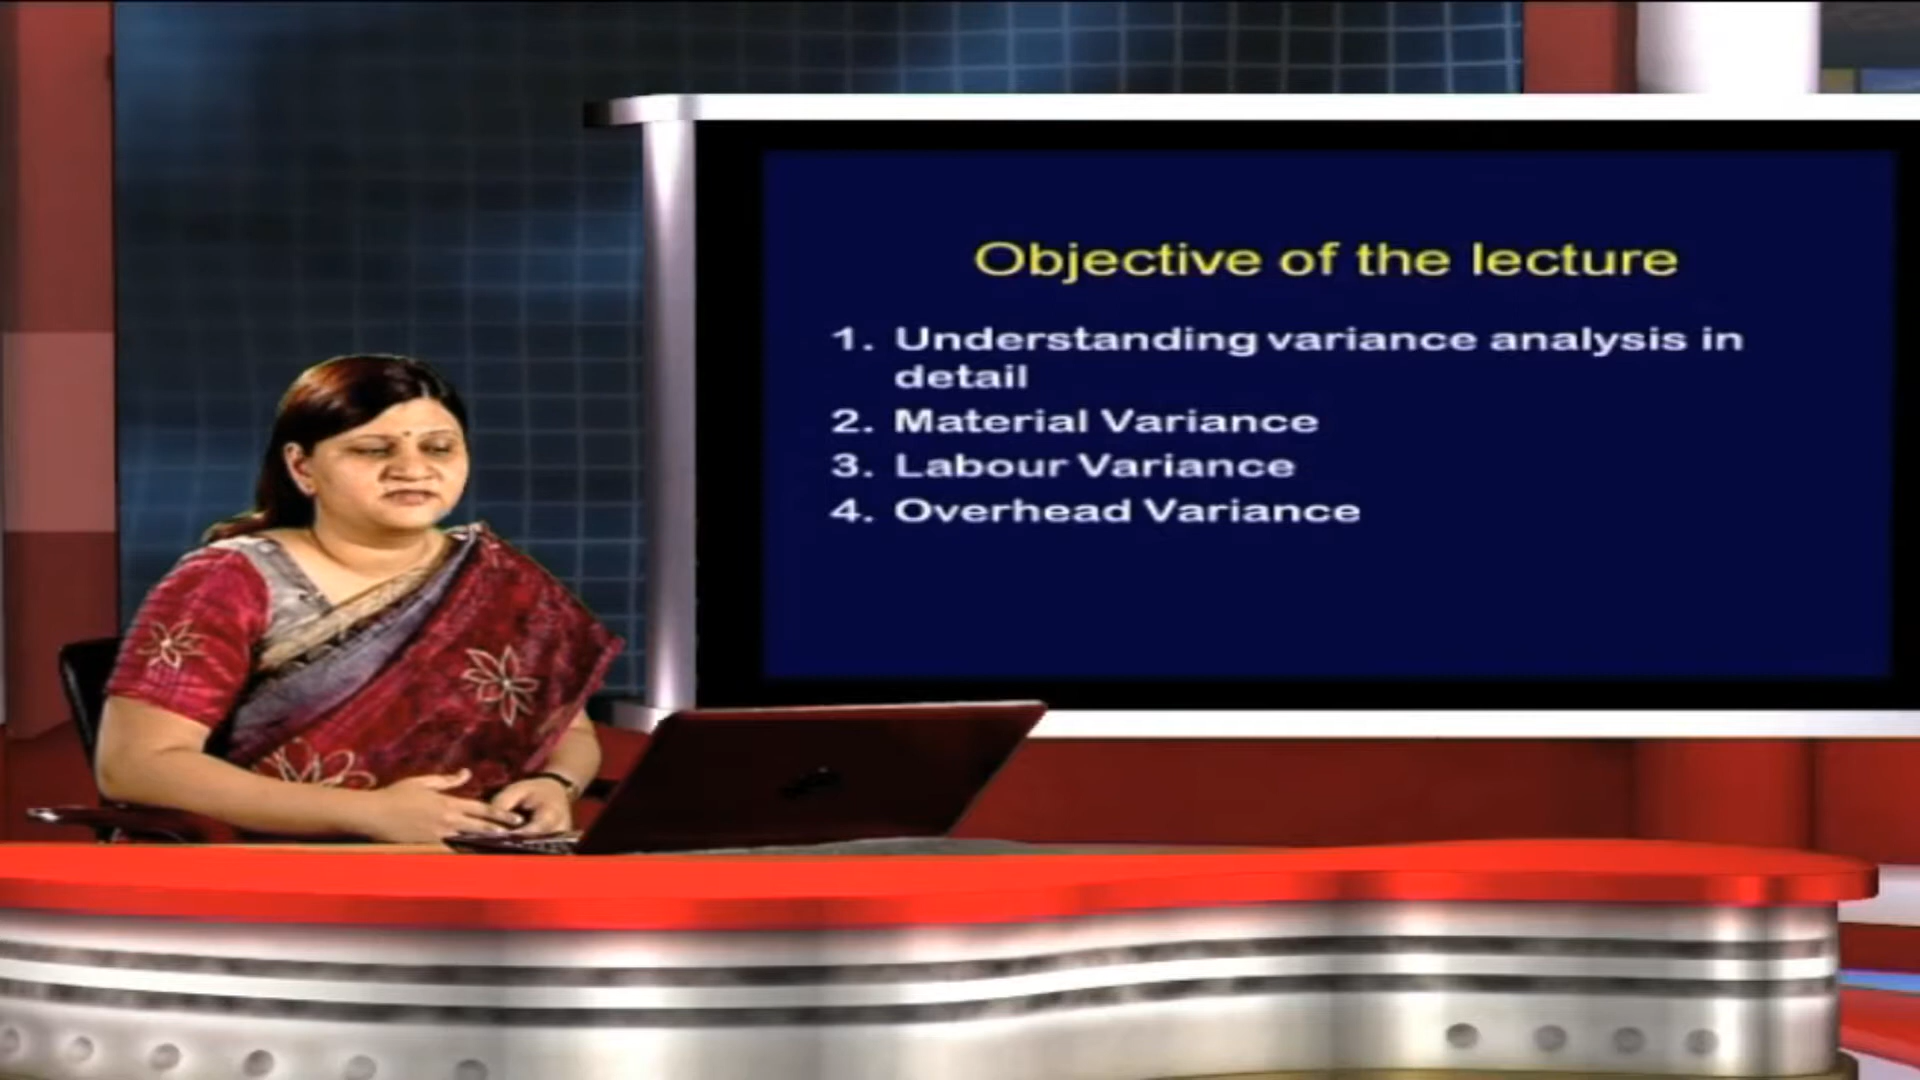 Objective of the lecture
1. Understanding variance analysis in
detail
2. Material Variance
3. Labour Variance
4. Overhead Variance